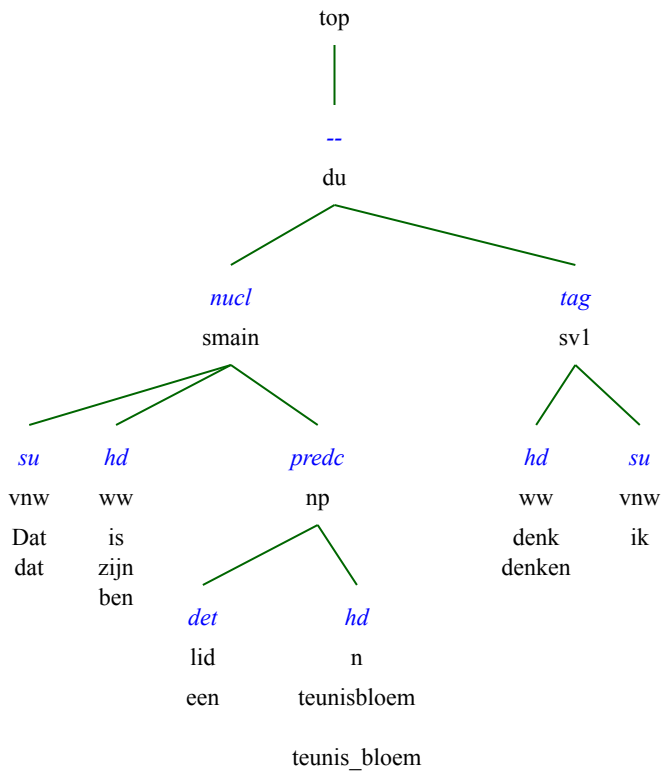 top
--
du
nucl tag
smain sv1
su hd predc hd su
vnw ww np ww vnw
Dat is denk ik
dat zijn denken
ben
det hd
lid n
een teunisbloem
teunis_bloem